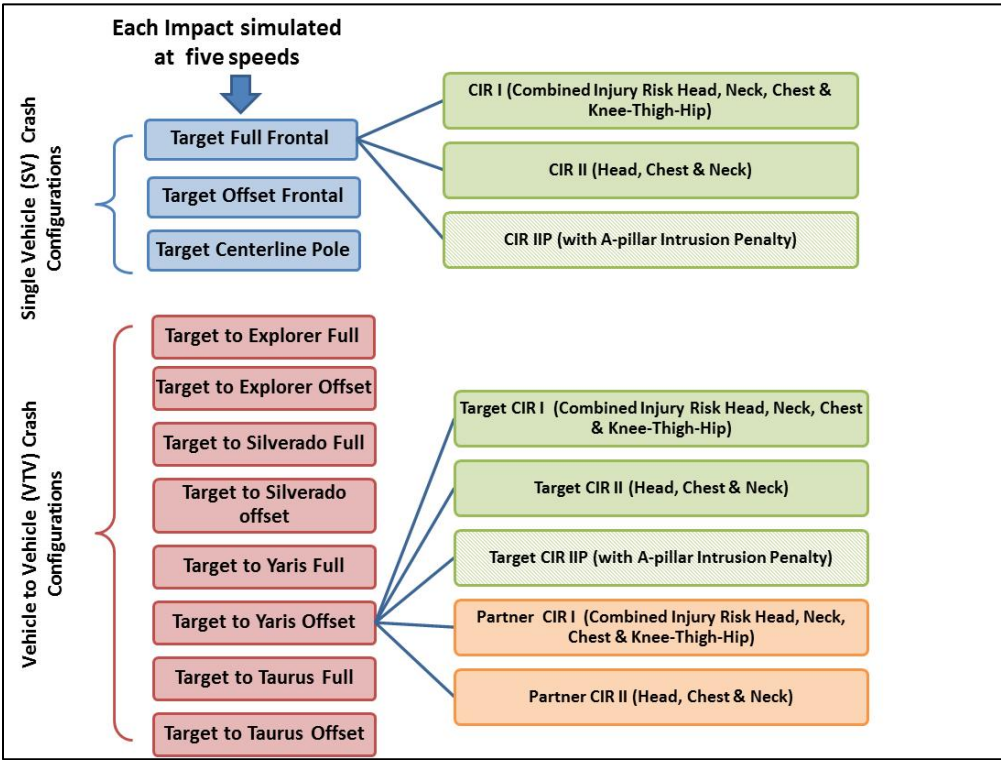 Each Impact simulated
at five speeds
Single Vehicle (SV) Crash
Configurations
Target Full Frontal
Target Offset Frontal
Target Centerline Pole
CIR I (Combined Injury Risk Head, Neck, Chest &
Knee-Thigh-Hip)
CIR II (Head, Chest & Neck)
CIR IIP (with A-pillar Intrusion Penalty)
Vehicle to Vehicle (VTV) Crash
Configurations
Target to Explorer Full
Target to Explorer Offset
Target to Silverado Full
Target to Silverado
offset
Target to Yaris Full
Target to Yaris Offset
Target to Taurus Full
Target to Taurus Offset
Target CIR I (Combined Injury Risk Head, Neck, Chest
& Knee-Thigh-Hip)
Target CIR II (Head, Chest & Neck)
Target CIR IIP (with A-pillar Intrusion Penalty)
Partner CIR I (Combined Injury Risk Head, Neck,
Chest & Knee-Thigh-Hip)
Partner CIR II (Head, Chest & Neck)